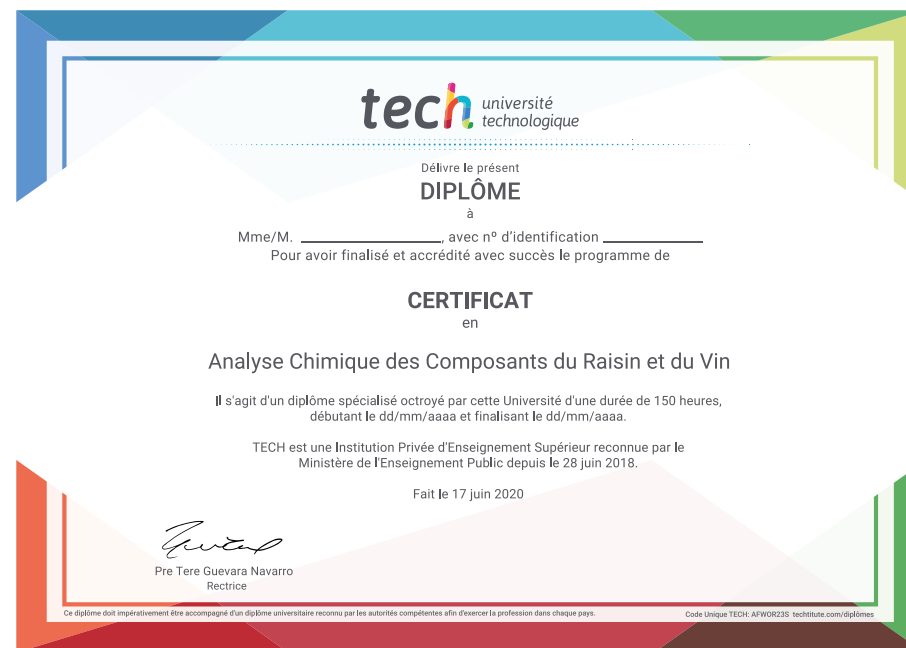 tech université
technologique
Délivre le présent
DIPLÔME
à
Mme/M. ____________________, avec nº d'identification ______________
Pour avoir finalisé et accrédité avec succès le programme de
CERTIFICAT
en
Analyse Chimique des Composants du Raisin et du Vin
Il s'agit d'un diplôme spécialisé octroyé par cette Université d'une durée de 150 heures,
débutant le dd/mm/aaaa et finalisant le dd/mm/aaaa.
TECH est une Institution Privée d'Enseignement Supérieur reconnue par le
Ministère de l'Enseignement Public depuis le 28 juin 2018.
Fait le 17 juin 2020
Pre Tere Guevara Navarro
Rectrice
Ce diplôme doit impérativement être accompagné d'un diplôme universitaire reconnu par les autorités compétentes afin d'exercer la profession dans chaque pays.
Code Unique TECH: AFWOR23S techtitute.com/diplômes